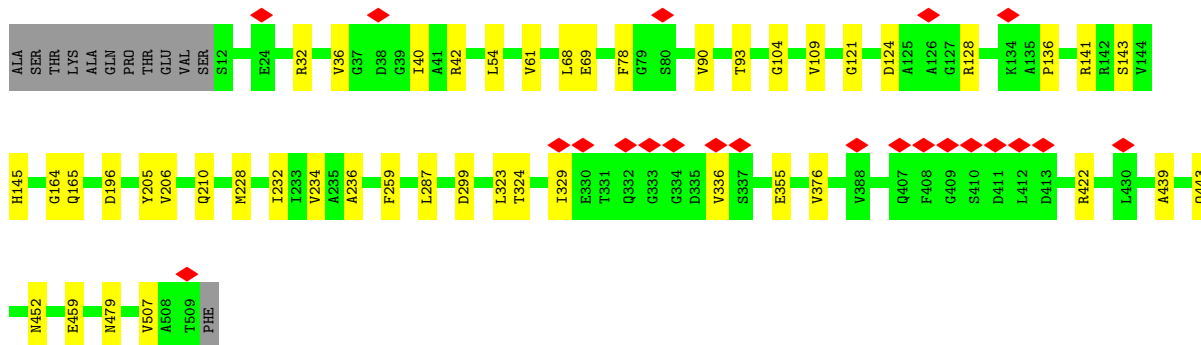 ALA SER THR LYS ALA GLN PRO THR GLU VAL SER S12 E24 R32 V36 G37 D38 G39 I40 A41 R42 L54 V61 L68 E69 F78 G79 S80 V90 T93 G104 V109 G121 D124 A125 A126 G127 R128 K134 A135 P136 R141 R142 S143 V144
H145 G164 Q165 D196 Y205 V206 Q210 M228 I232 I233 V234 A235 A236 F259 L287 D299 L323 T324 I329 E330 T331 Q332 G333 G334 D335 V336 S337 E355 V376 V388 Q407 F408 G409 S410 D411 L412 D413 R422 L430 A439
N452 E459 N479 V507 A508 T509 PHE